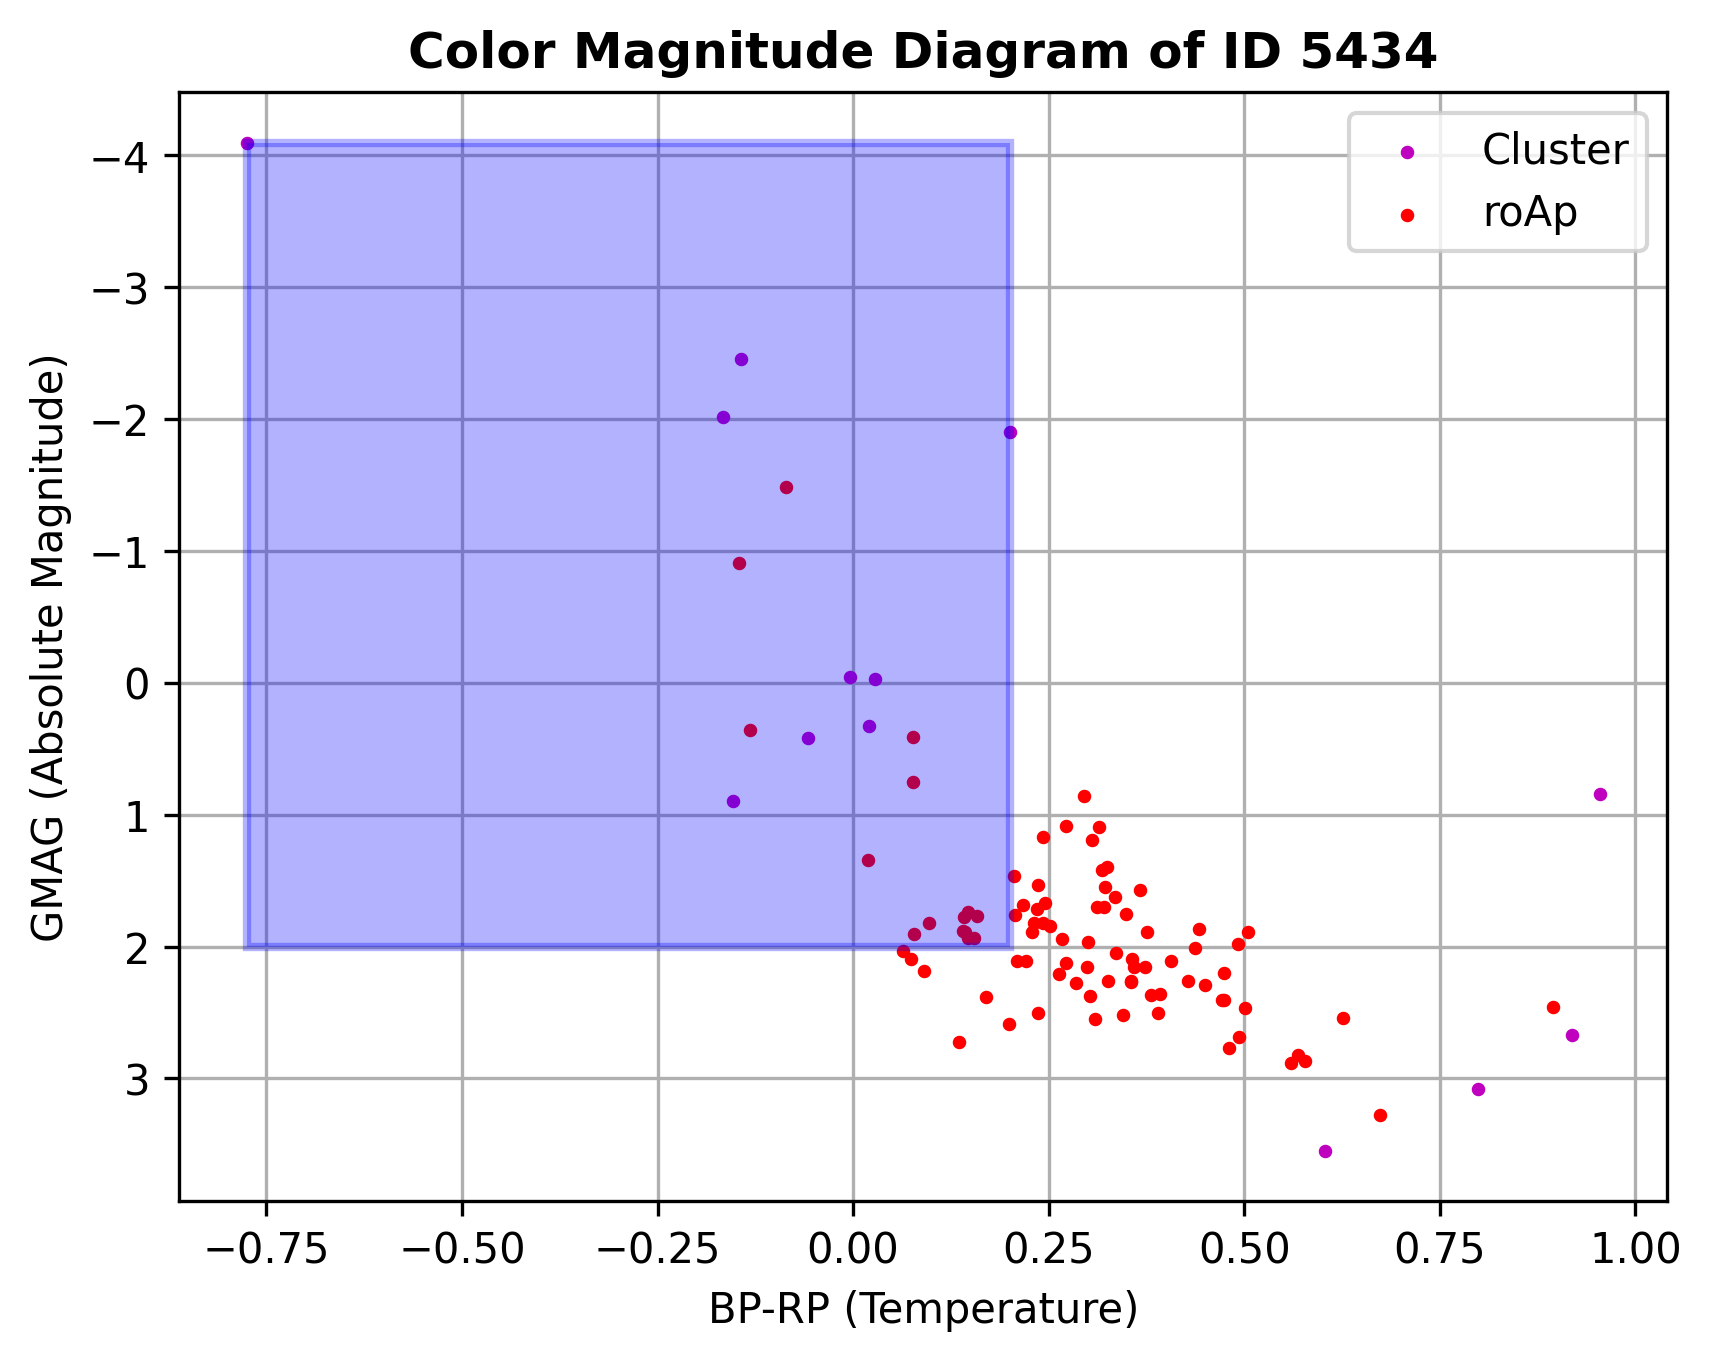 Color Magnitude Diagram of ID 5434
Cluster
roAp
GMAG (Absolute Magnitude)
−4
−3
−2
−1
0
1
2
3
−0.75 −0.50 −0.25 0.00 0.25 0.50 0.75 1.00
BP-RP (Temperature)